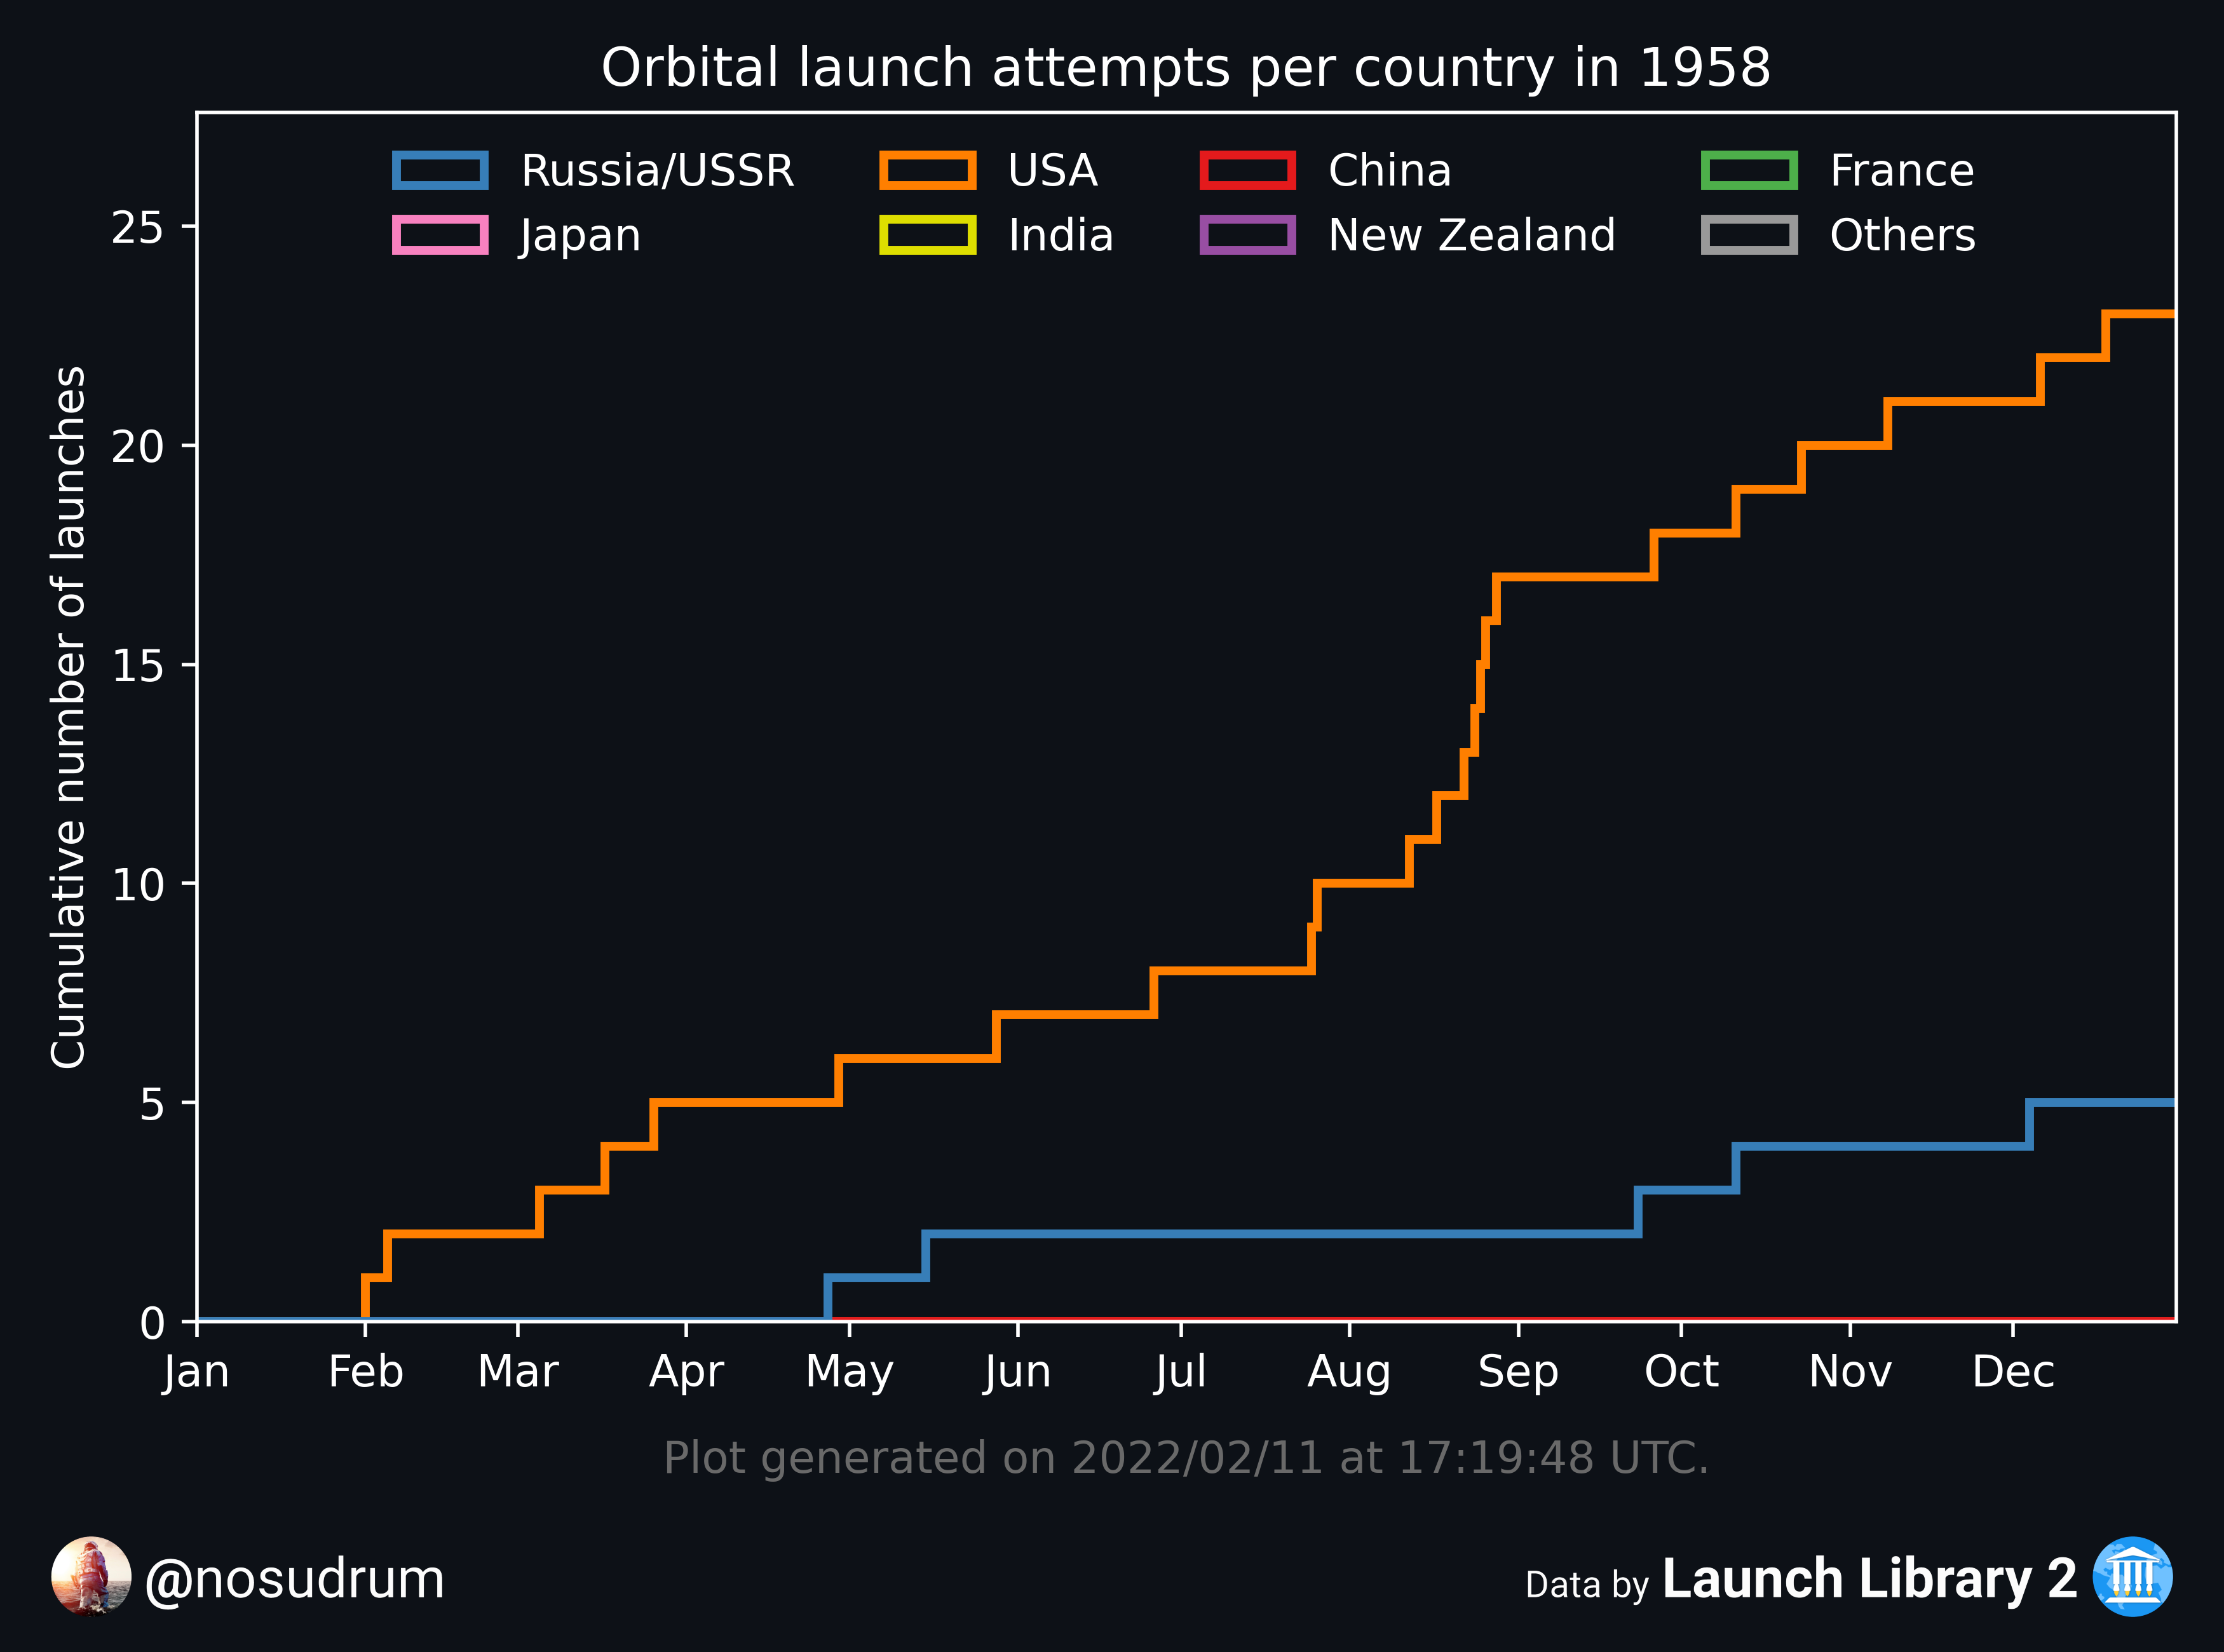 Orbital launch attempts per country in 1958
Russia/USSR USA China France
Japan India New Zealand Others
Cumulative number of launches
25
20
15
10
5
0
Jan Feb Mar Apr May Jun Jul Aug Sep Oct Nov Dec
Plot generated on 2022/02/11 at 17:19:48 UTC.
@nosudrum
Data by Launch Library 2